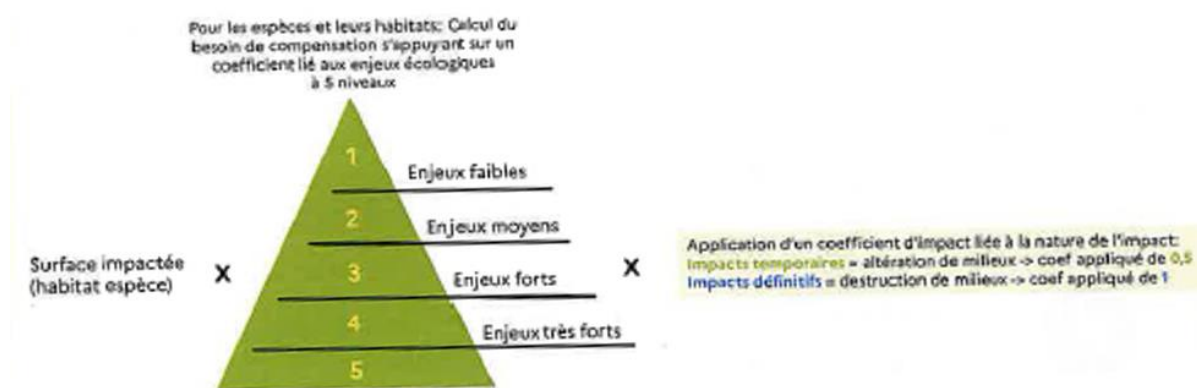 Pour les espèces et leurs habitats: Calcul du
besoin de compensation s'appuyant sur un
coefficient lié aux enjeux écologiques
à 5 niveaux
1
Enjeux faibles
2
Enjeux moyens
Surface impactée
(habitat espèce)
X
3
Enjeux forts
X
Application d'un coefficient d'impact liée à la nature de l'impact:
Impacts temporaires = altération de milieu -> coef appliqué de 0,5
Impacts définitifs = destruction de milieu -> coef appliqué de 1
4
Enjeux très forts
5